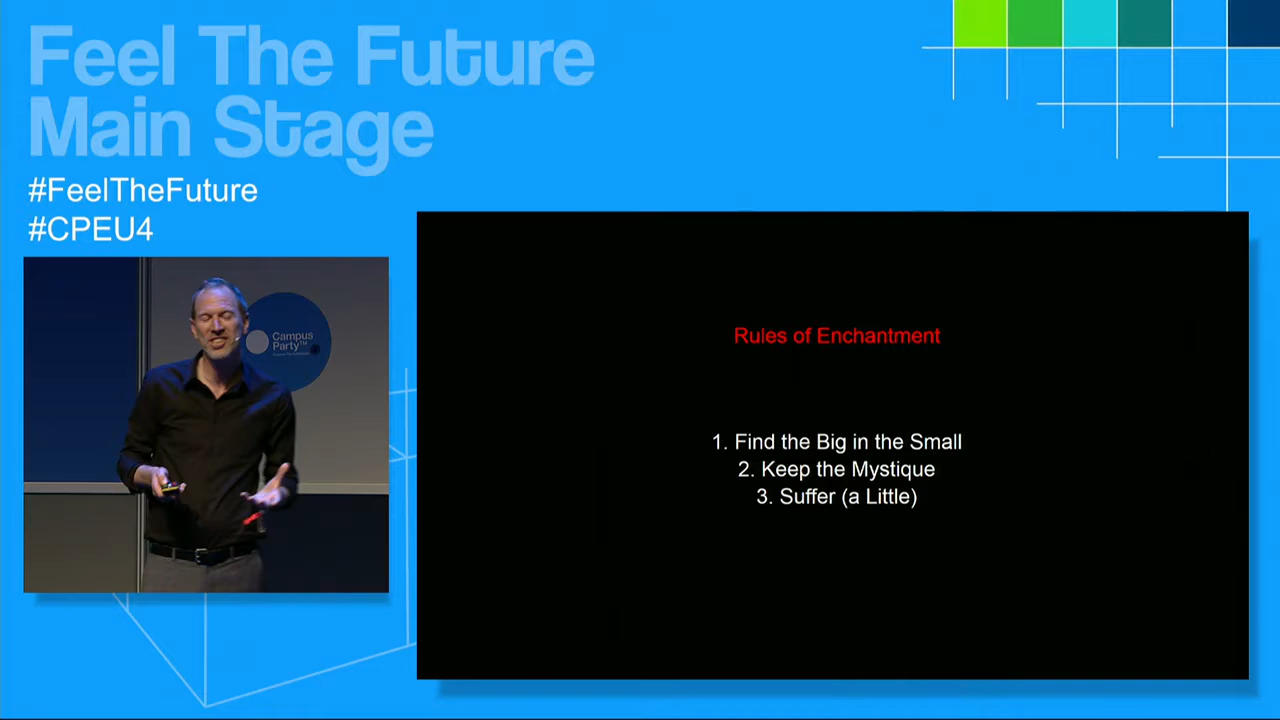 Feel The Future
Main Stage
#FeelTheFuture
#CPEU4
Campus
Party™
Rules of Enchantment
1. Find the Big in the Small
2. Keep the Mystique
3. Suffer (a Little)